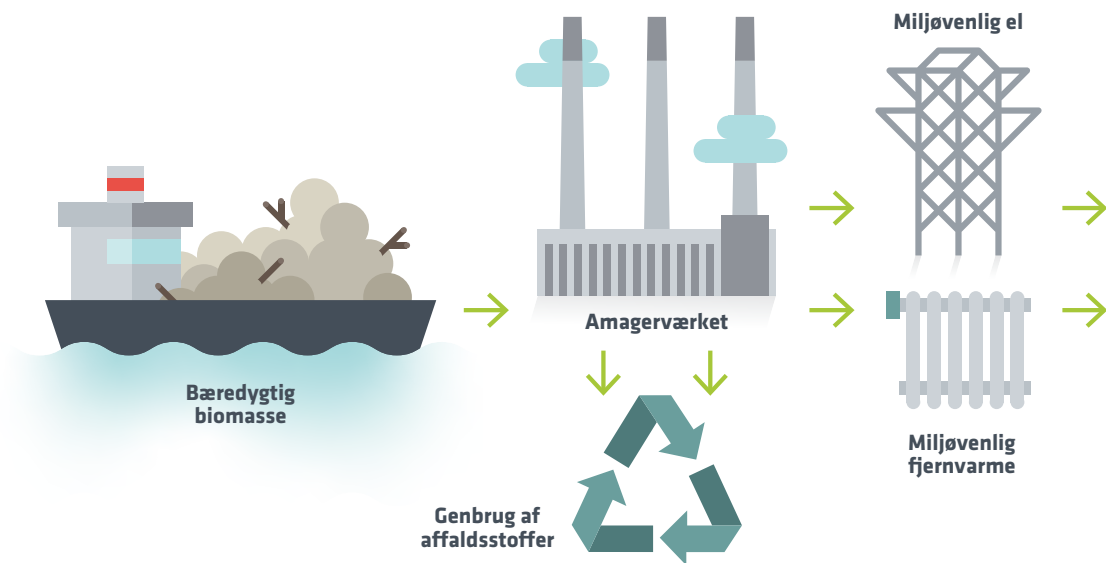 Miljøvenlig el
Amagerværket
Bæredygtig
biomasse
Miljøvenlig
fjernvarme
Genbrug af
affaldsstoffer